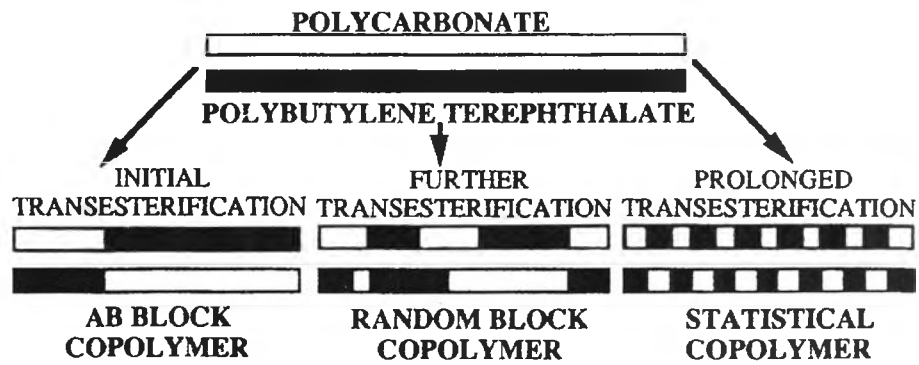 POLYCARBONATE
POLYBUTYLENE TEREPHTHALATE
INITIAL
TRANSESTERIFICATION
AB BLOCK
COPOLYMER
FURTHER
TRANSESTERIFICATION
RANDOM BLOCK
COPOLYMER
PROLONGED
TRANSESTERIFICATION
STATISTICAL
COPOLYMER